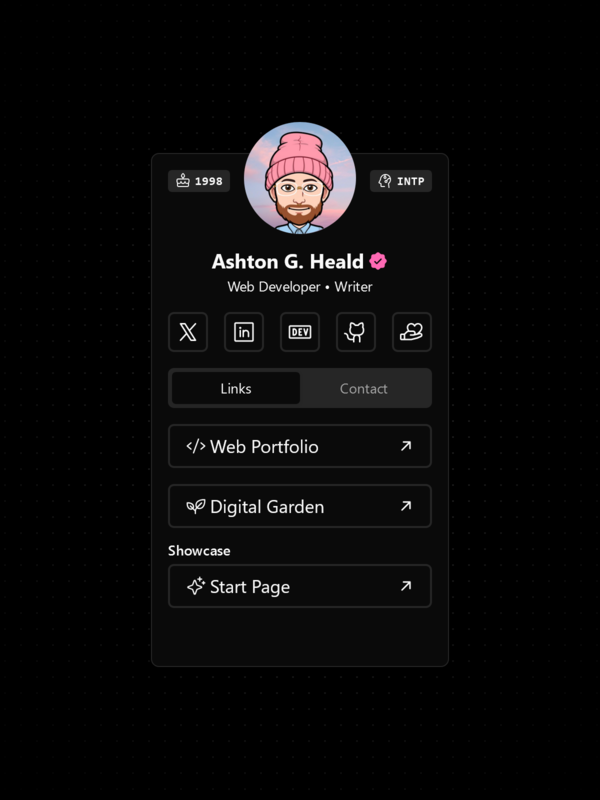 1998
INTP
Ashton G. Heald
Web Developer • Writer
DEV
Links Contact
</> Web Portfolio
Digital Garden
Showcase
Start Page